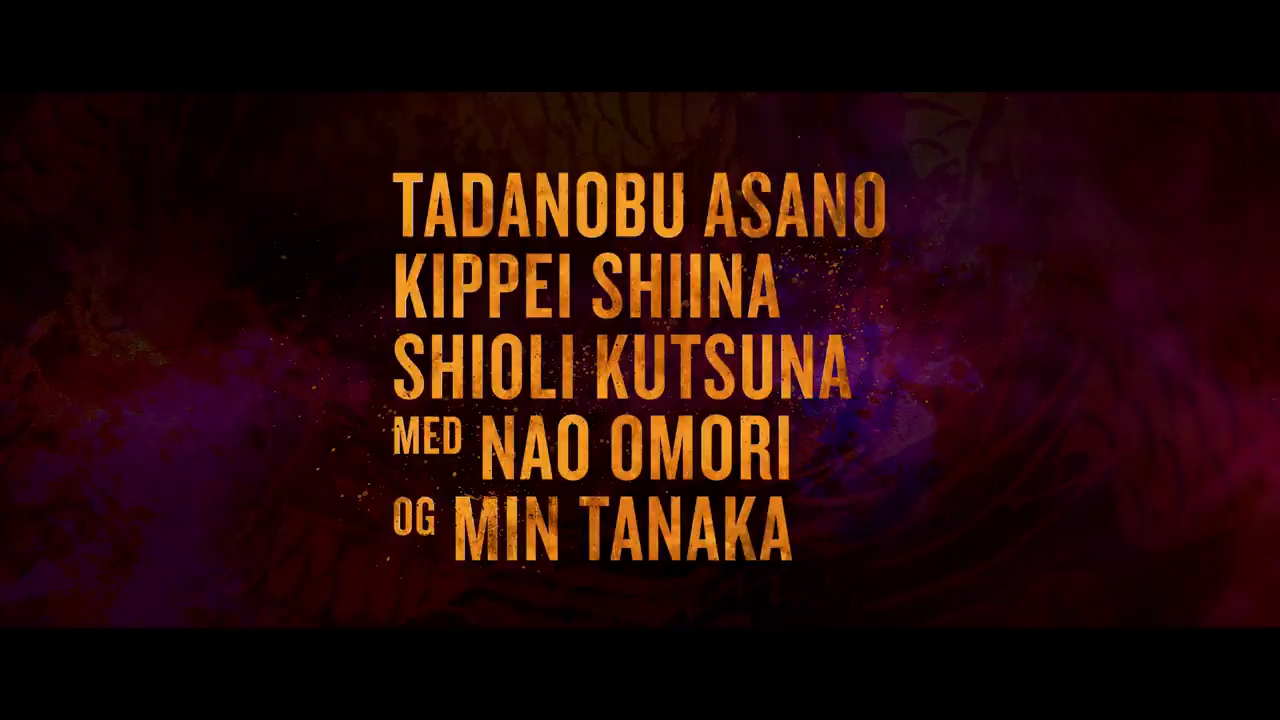 TADANOBU ASANO
KIPPEI SHIINA
SHIOLI KUTSUNA
MED NAO OMORI
OG MIN TANAKA